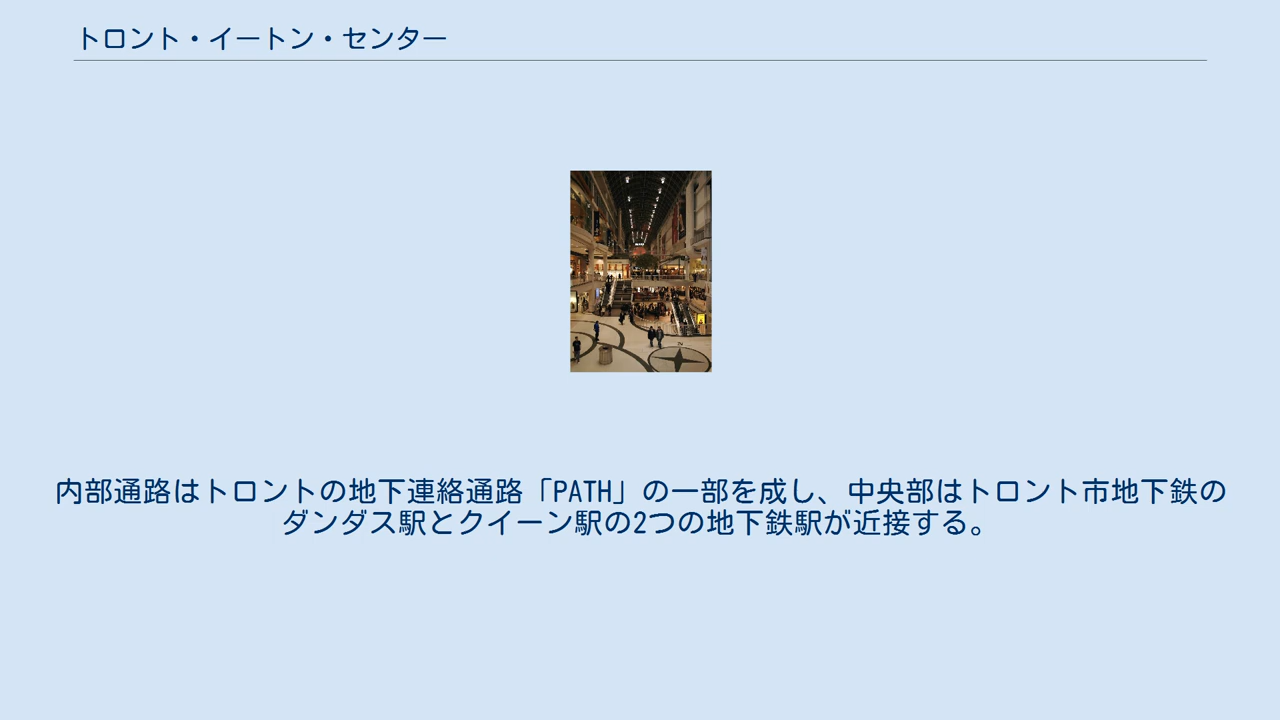 トロント・イートン・センター
内部通路はトロントの地下連絡通路「PATH」の一部を成し、中央部はトロント市地下鉄の
ダンダス駅とクイーン駅の2つの地下鉄駅が近接する。